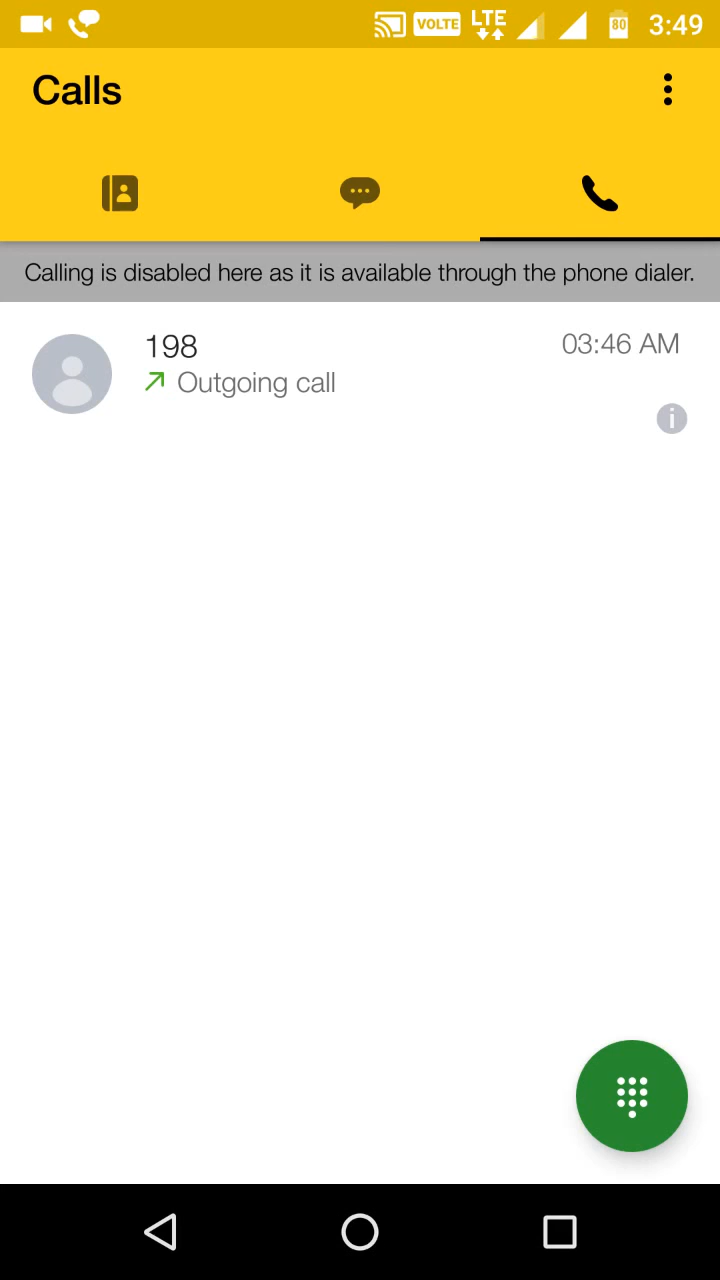 VOLTE LTE 80 3:49
Calls
Calling is disabled here as it is available through the phone dialer.
198 03:46 AM
Outgoing call